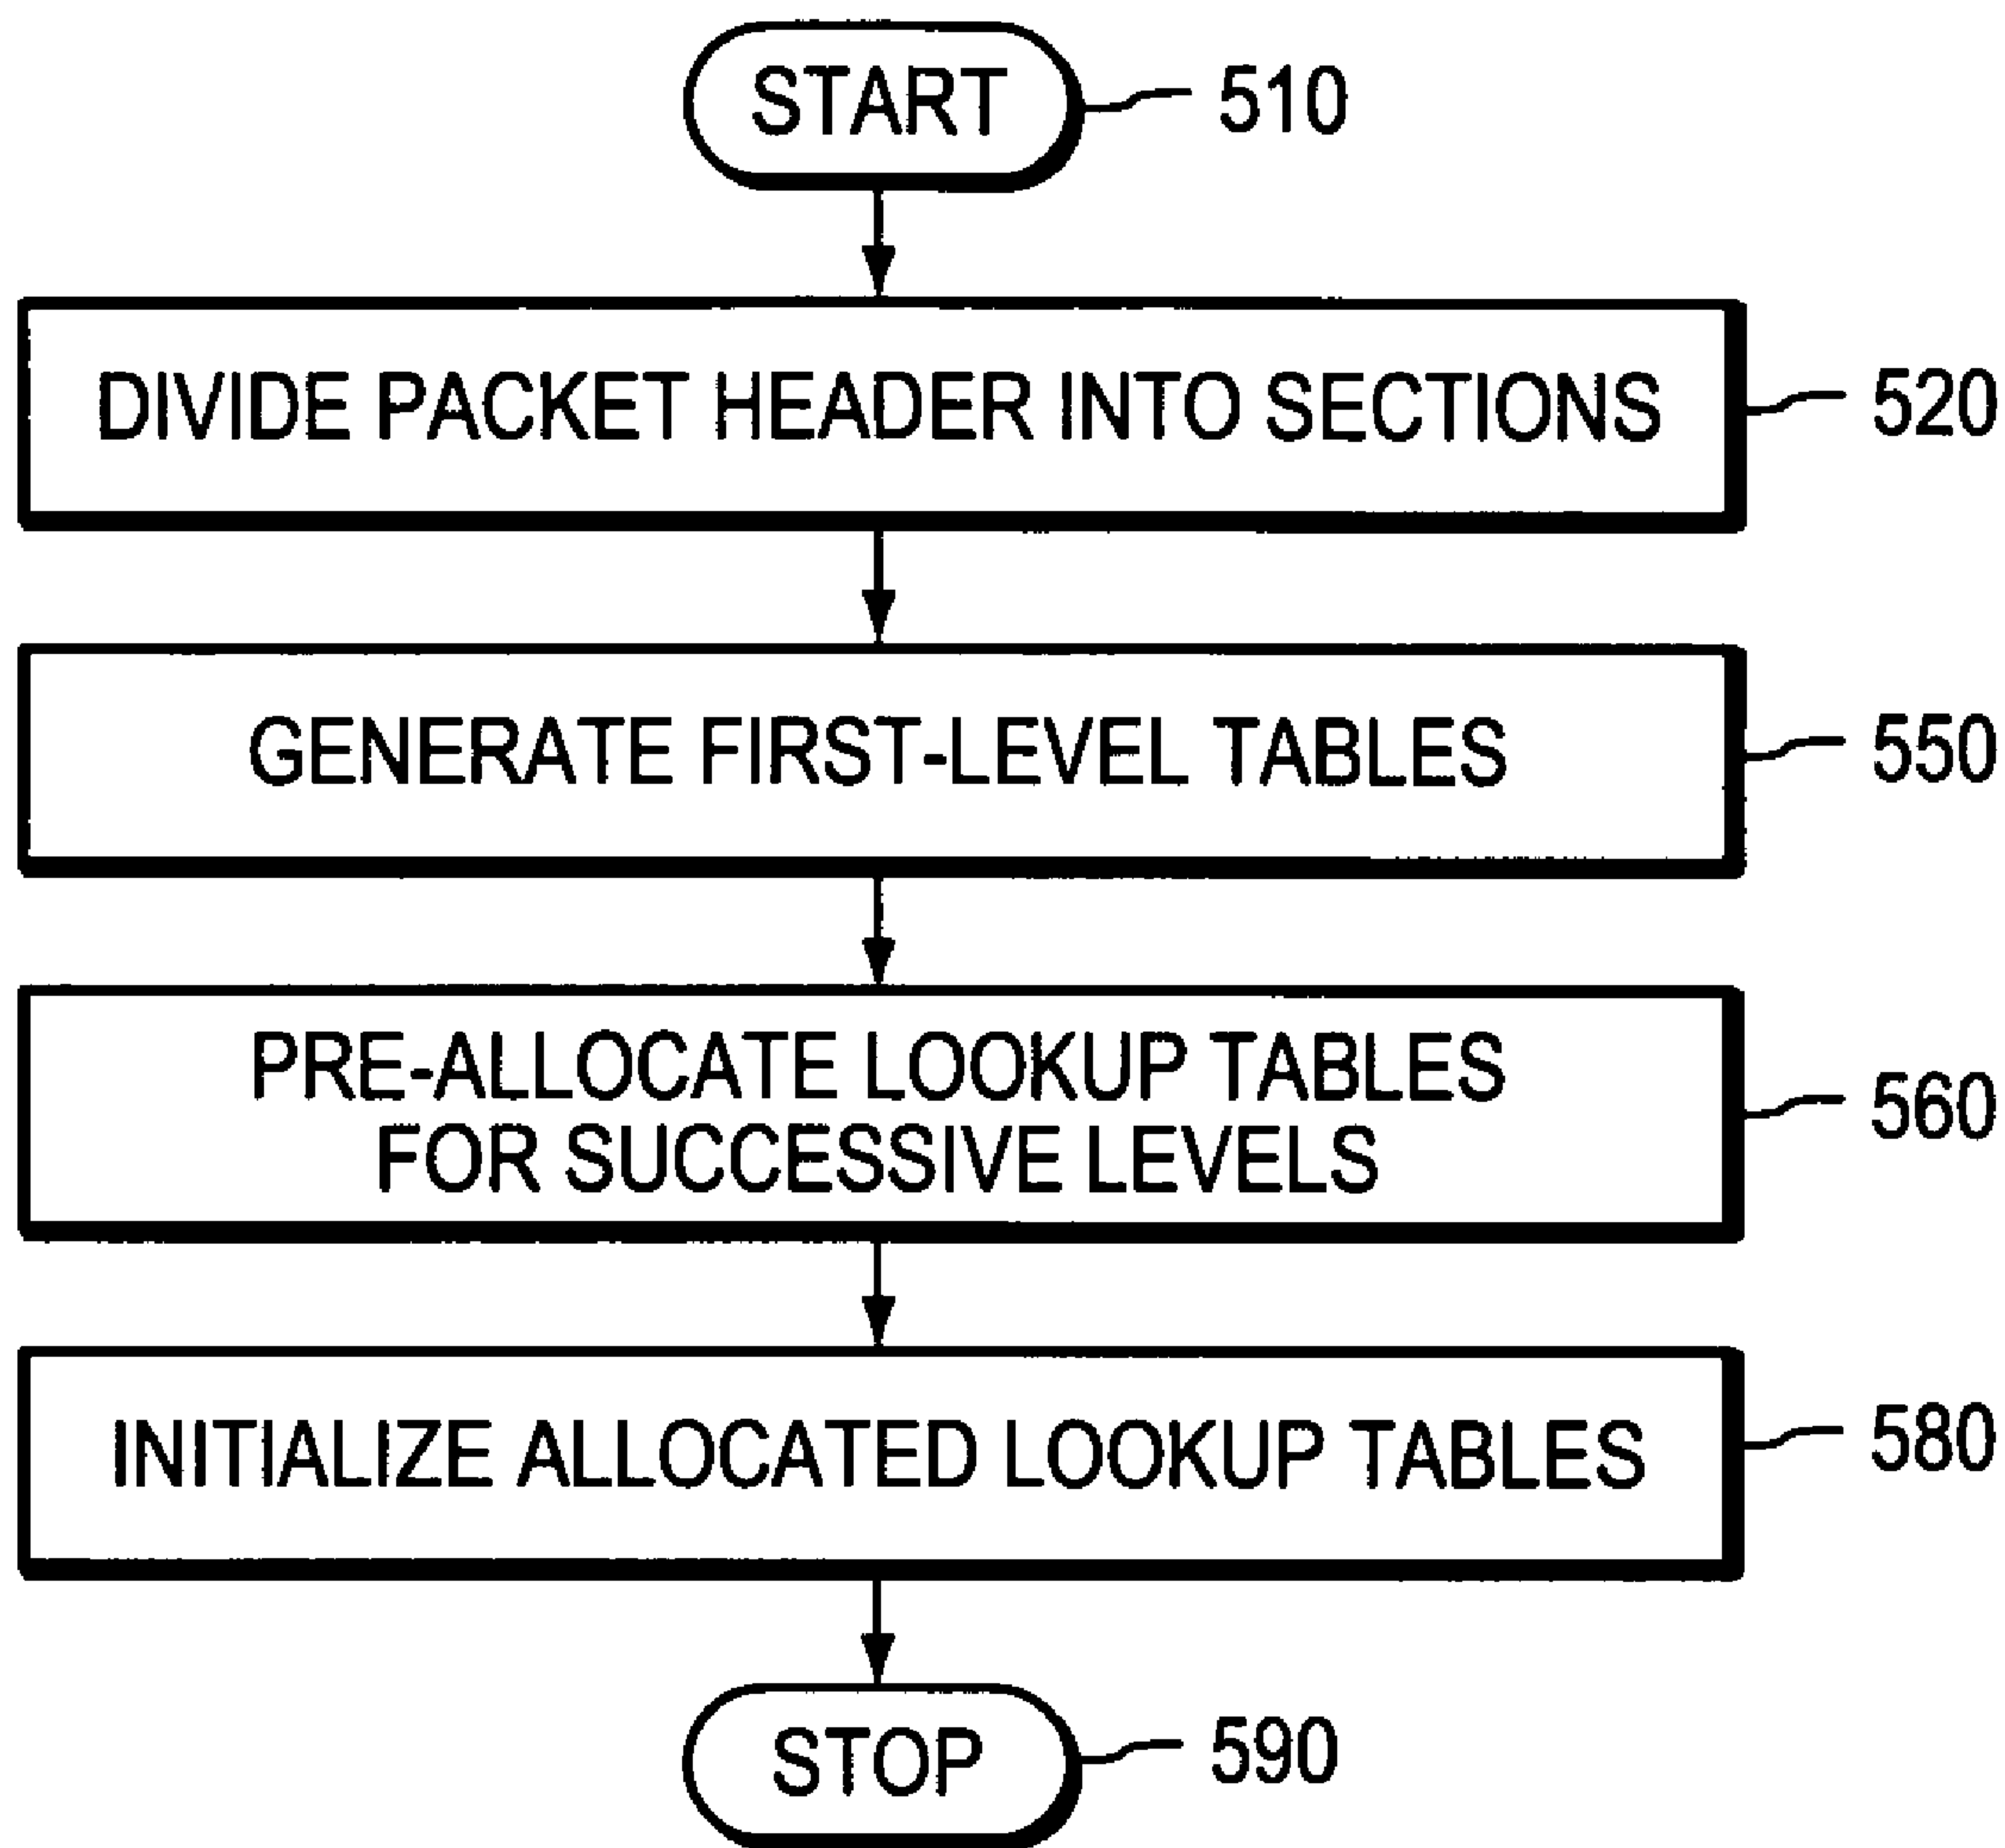 START 510
DIVIDE PACKET HEADER INTO SECTIONS 520
GENERATE FIRST-LEVEL TABLES 550
PRE-ALLOCATE LOOKUP TABLES
FOR SUCCESSIVE LEVELS 560
INITIALIZE ALLOCATED LOOKUP TABLES 580
STOP 590